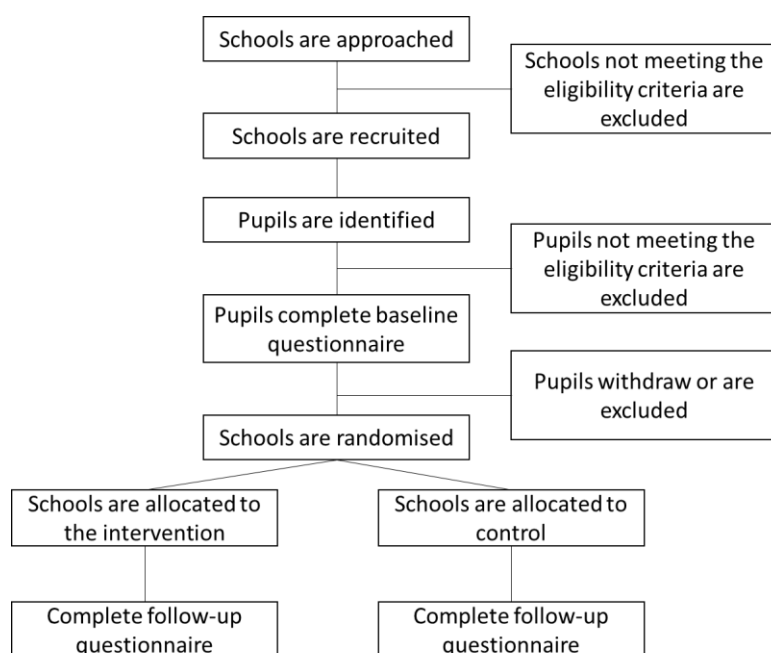 Schools are approached
Schools not meeting the
eligibility criteria are
excluded
Schools are recruited
Pupils are identified
Pupils not meeting the
eligibility criteria are
excluded
Pupils complete baseline
questionnaire
Pupils withdraw or are
excluded
Schools are randomised
Schools are allocated to
the intervention
Schools are allocated to
control
Complete follow-up
questionnaire
Complete follow-up
questionnaire